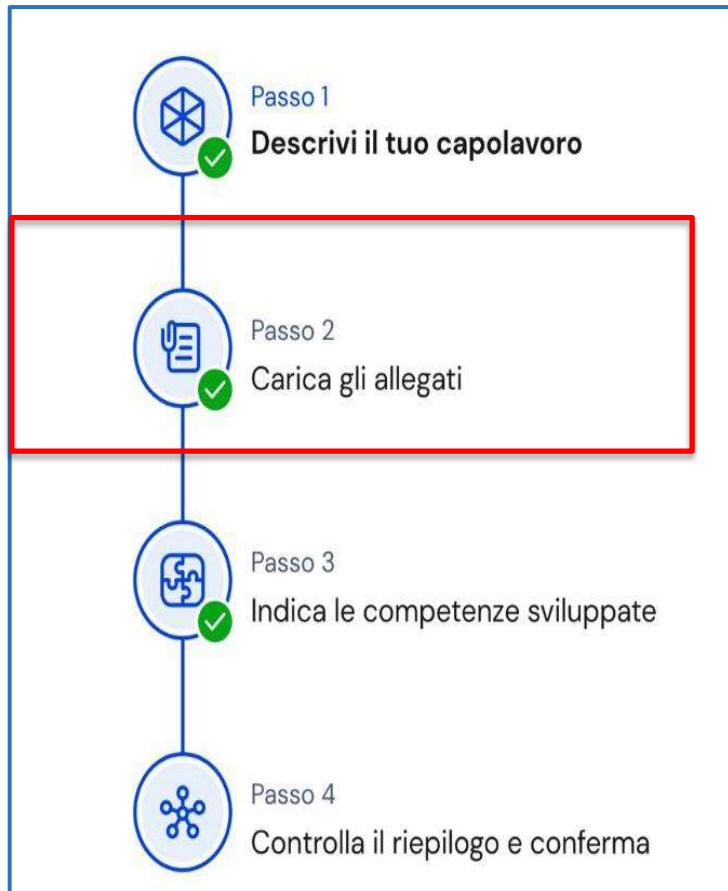 Passo 1
Descrivi il tuo capolavoro
Passo 2
Carica gli allegati
Passo 3
Indica le competenze sviluppate
Passo 4
Controlla il riepilogo e conferma